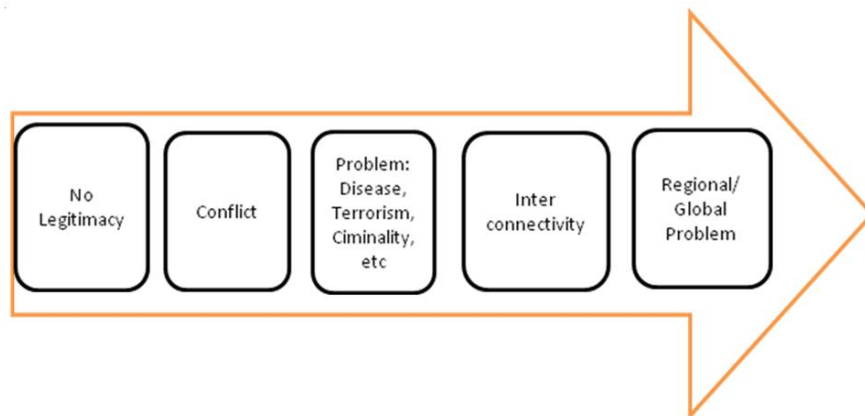 No
Legitimacy
Conflict
Problem:
Disease,
Terrorism,
Ciminality,
etc
Inter
connectivity
Regional/
Global
Problem